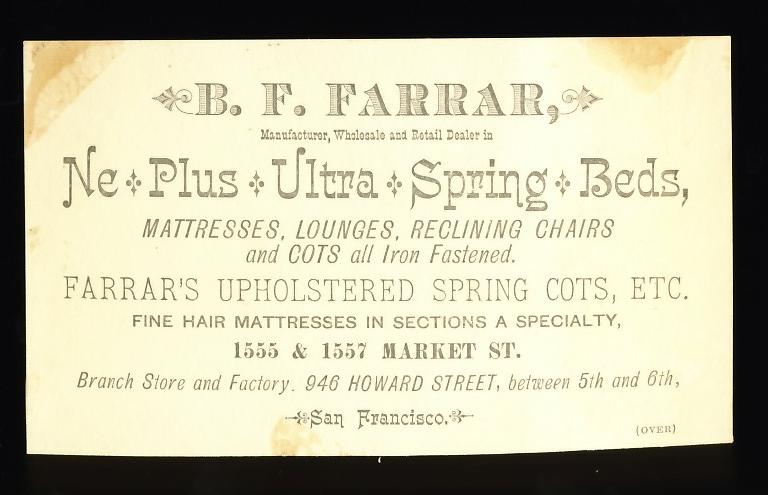 B. F. FARRAR,
Manufacturer, Wholesale and Retail Dealer in
Ne Plus Ultra Spring Beds,
MATTRESSES, LOUNGES, RECLINING CHAIRS
and COTS all Iron Fastened.
FARRAR'S UPHOLSTERED SPRING COTS, ETC.
FINE HAIR MATTRESSES IN SECTIONS A SPECIALTY,
1555 & 1557 MARKET ST.
Branch Store and Factory. 946 HOWARD STREET, between 5th and 6th,
San Francisco.
(OVER)